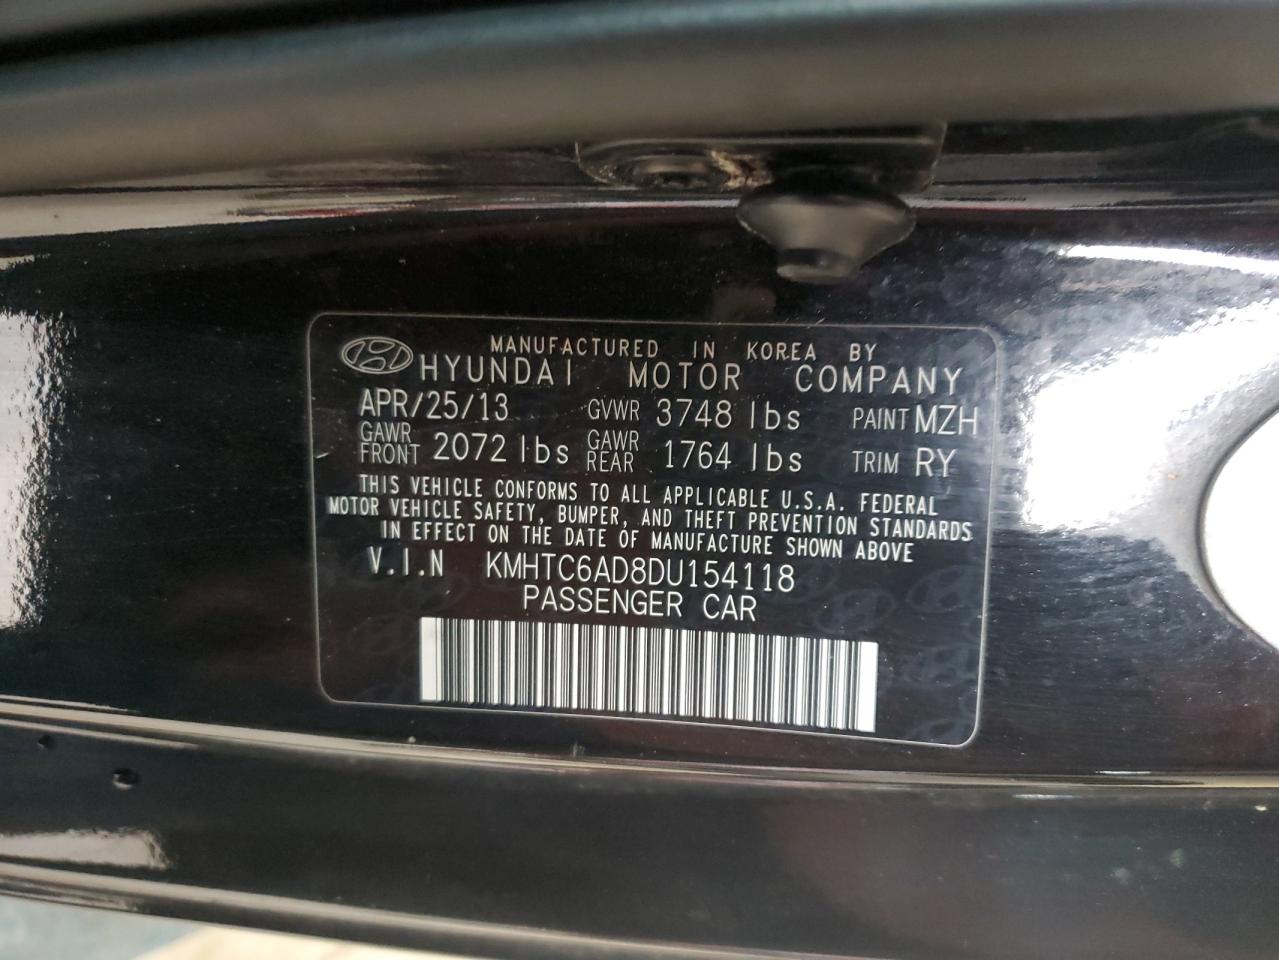 MANUFACTURED IN KOREA BY
HYUNDAI MOTOR COMPANY
APR/25/13 GVWR 3748 lbs PAINT MZH
GAWR FRONT 2072 lbs GAWR REAR 1764 lbs TRIM RY
THIS VEHICLE CONFORMS TO ALL APPLICABLE U.S.A. FEDERAL
MOTOR VEHICLE SAFETY, BUMPER, AND THEFT PREVENTION STANDARDS
IN EFFECT ON THE DATE OF MANUFACTURE SHOWN ABOVE
V.I.N KMHTC6AD8DU154118
PASSENGER CAR